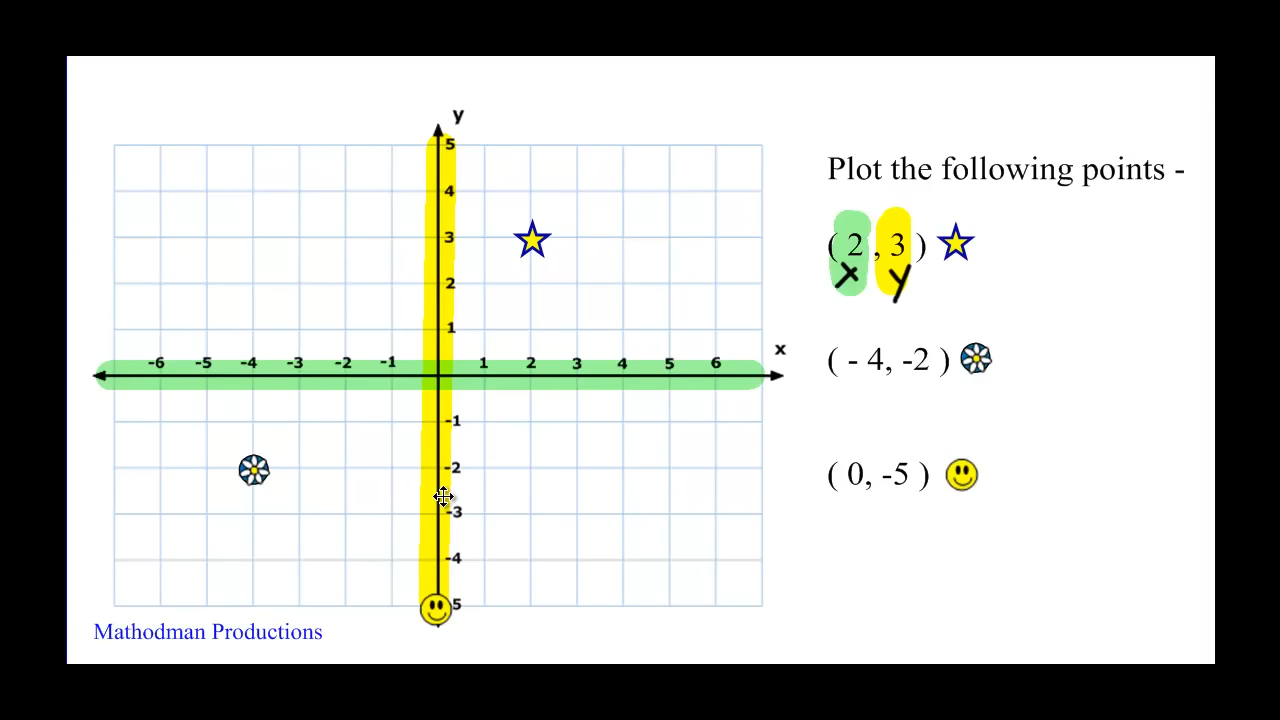 y
5
4
3
2
1
-6 -5 -4 -3 -2 -1 1 2 3 4 5 6 x
-1
-2
-3
-4
5
Mathodman Productions
Plot the following points -
( 2 , 3 )
x y
( - 4, -2 )
( 0, -5 )